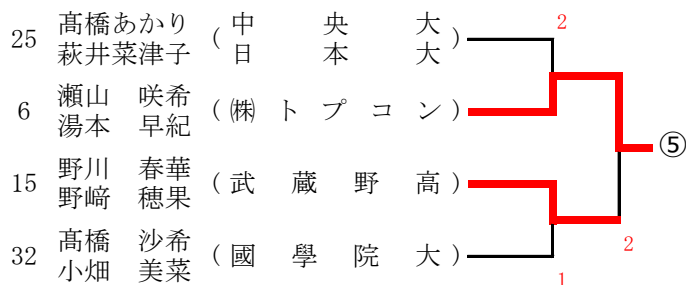 2
25 髙橋あかり (中央大)
萩井菜津子 (日本大)
6 瀬山 咲希 (㈱トプコン)
湯本 早紀
⑤
15 野川 春華 (武蔵野高)
野﨑 穂果
2
32 髙橋 沙希 (國學院大)
小畑 美菜
1